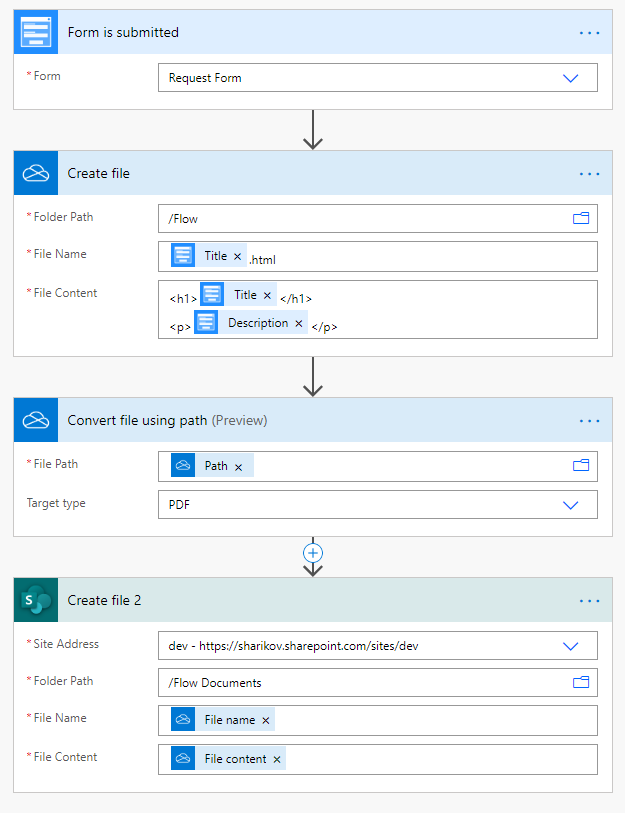 Form is submitted
* Form
Request Form
Create file
* Folder Path
/Flow
* File Name
Title × .html
* File Content
<h1> Title × </h1>
<p> Description × </p>
Convert file using path (Preview)
* File Path
Path ×
Target type
PDF
S
Create file 2
* Site Address
dev - https://sharikov.sharepoint.com/sites/dev
* Folder Path
/Flow Documents
* File Name
File name ×
* File Content
File content ×